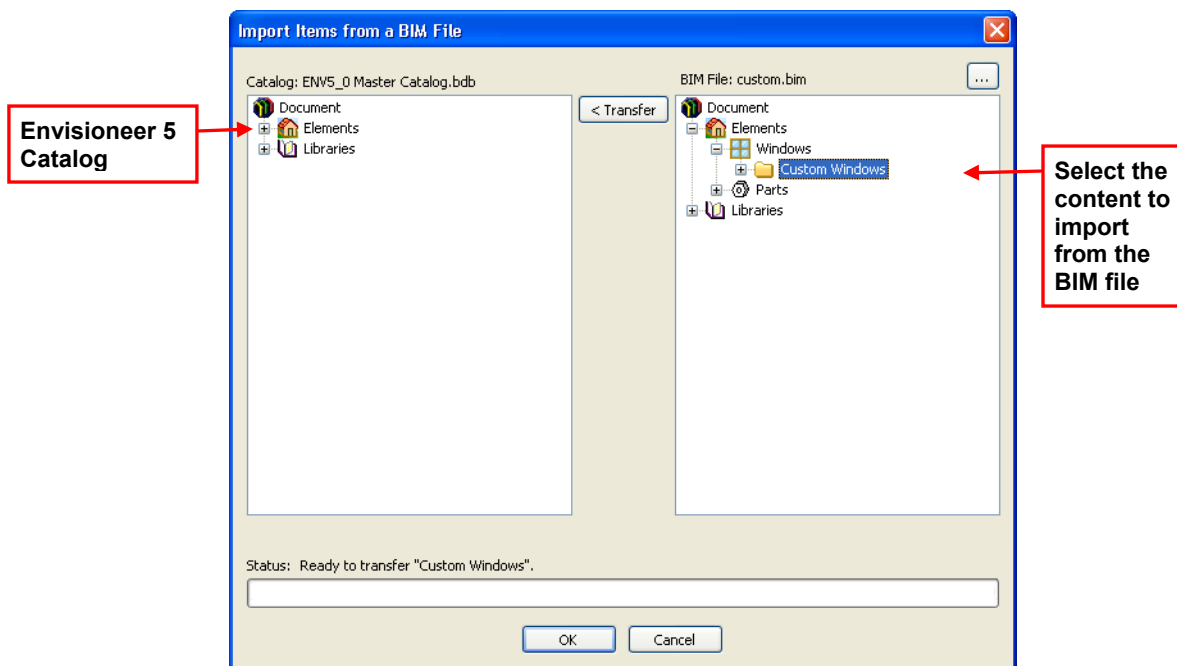 Import Items from a BIM File
Catalog: ENV5_0 Master Catalog.bdb
BIM File: custom.bim
...
Document
Elements
Libraries
< Transfer
Document
Elements
Windows
Custom Windows
Parts
Libraries
Envisioneer 5
Catalog
Select the
content to
import
from the
BIM file
Status: Ready to transfer "Custom Windows".
OK
Cancel